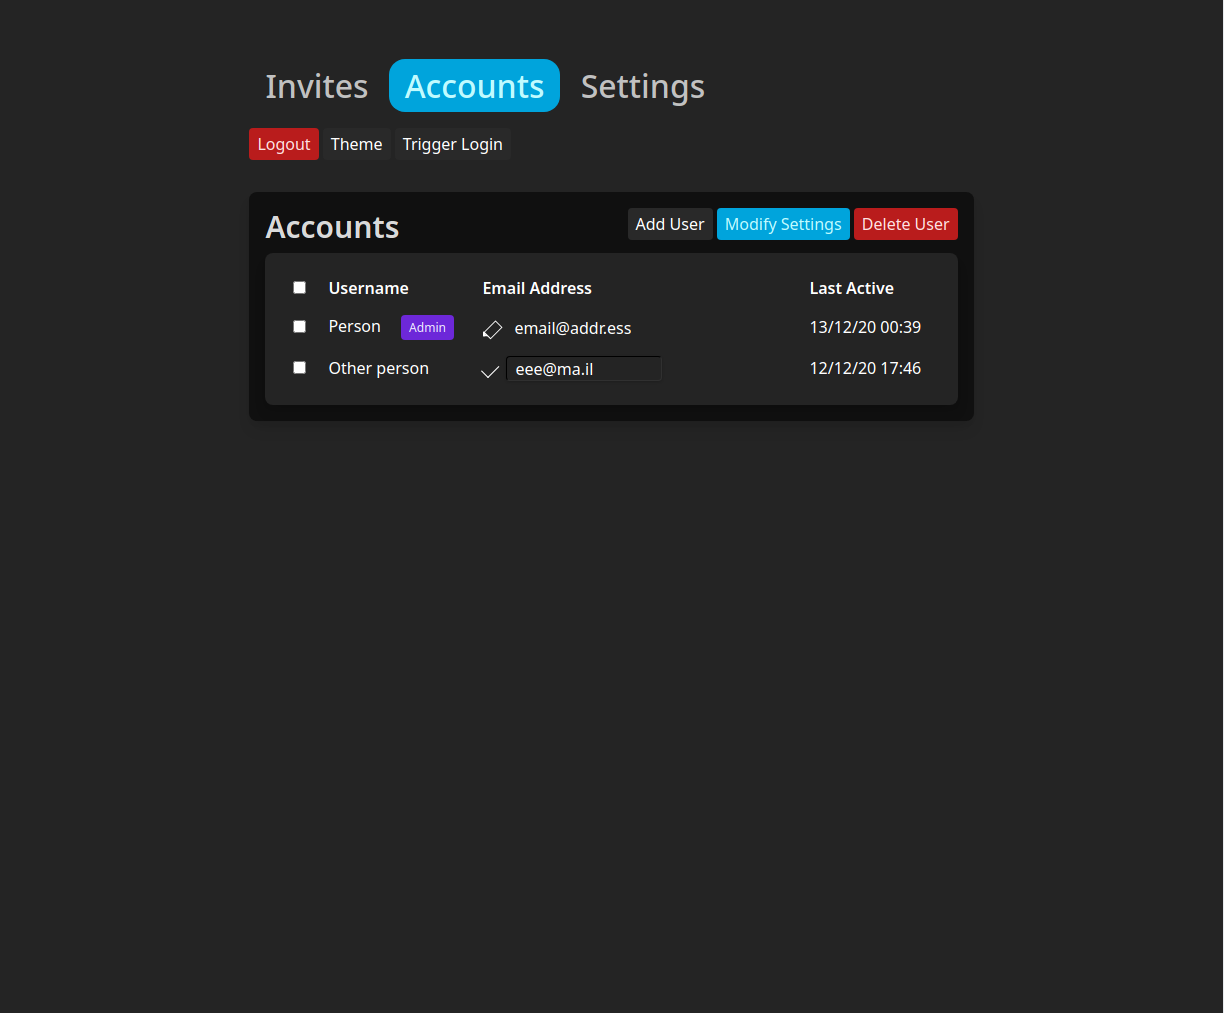 Invites Accounts Settings
Logout Theme Trigger Login
Accounts Add User Modify Settings Delete User
Username Email Address Last Active
Person Admin email@addr.ess 13/12/20 00:39
Other person eee@ma.il 12/12/20 17:46